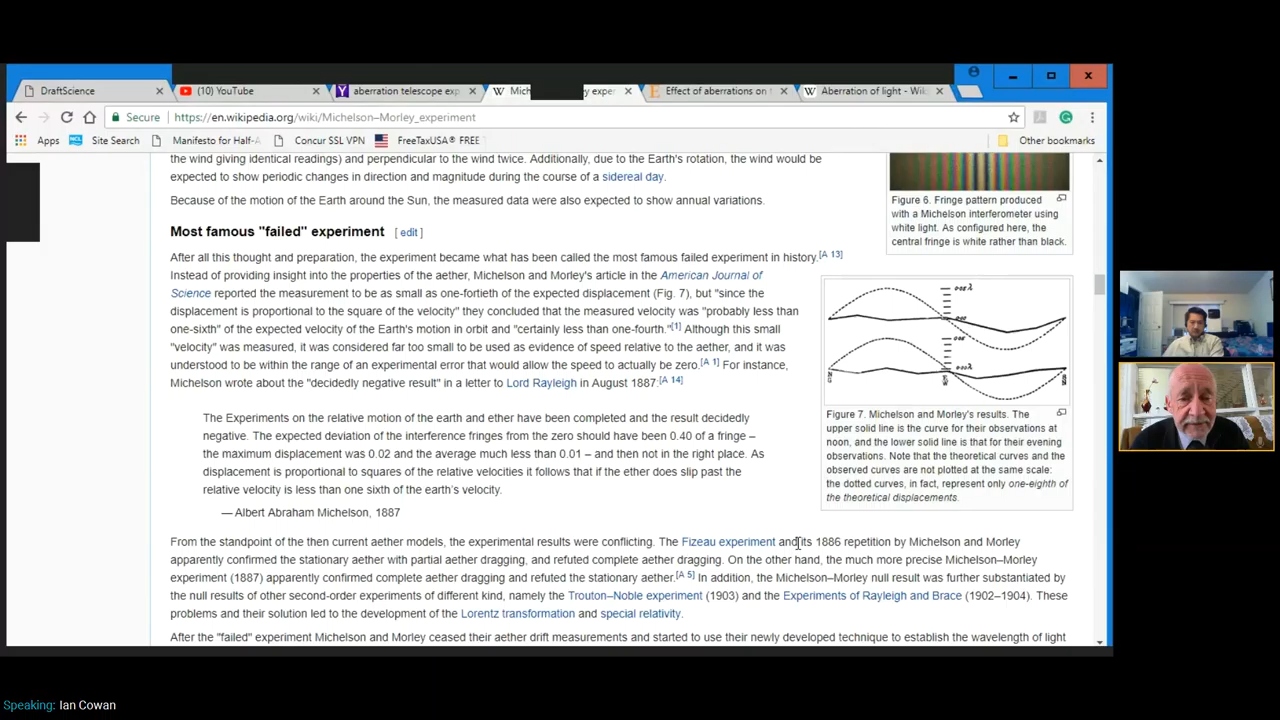 DraftScience
(10) YouTube
aberration telescope exp
Mich
y exper
Effect of aberrations on t
Aberration of light - Wiki
Secure
https://en.wikipedia.org/wiki/Michelson–Morley_experiment
Apps
Site Search
Manifesto for Half-A
Concur SSL VPN
FreeTaxUSA® FREE
Other bookmarks
the wind giving identical readings) and perpendicular to the wind twice. Additionally, due to the Earth's rotation, the wind would be
expected to show periodic changes in direction and magnitude during the course of a sidereal day.
Because of the motion of the Earth around the Sun, the measured data were also expected to show annual variations.
Figure 6. Fringe pattern produced
with a Michelson interferometer using
white light. As configured here, the
central fringe is white rather than black.
Most famous "failed" experiment [ edit ]
After all this thought and preparation, the experiment became what has been called the most famous failed experiment in history.[A 13]
Instead of providing insight into the properties of the aether, Michelson and Morley's article in the American Journal of
Science reported the measurement to be as small as one-fortieth of the expected displacement (Fig. 7), but "since the
displacement is proportional to the square of the velocity" they concluded that the measured velocity was "probably less than
one-sixth" of the expected velocity of the Earth's motion in orbit and "certainly less than one-fourth."[1] Although this small
"velocity" was measured, it was considered far too small to be used as evidence of speed relative to the aether, and it was
understood to be within the range of an experimental error that would allow the speed to actually be zero.[A 1] For instance,
Michelson wrote about the "decidedly negative result" in a letter to Lord Rayleigh in August 1887:[A 14]
The Experiments on the relative motion of the earth and ether have been completed and the result decidedly
negative. The expected deviation of the interference fringes from the zero should have been 0.40 of a fringe –
the maximum displacement was 0.02 and the average much less than 0.01 – and then not in the right place. As
displacement is proportional to squares of the relative velocities it follows that if the ether does slip past the
relative velocity is less than one sixth of the earth's velocity.
— Albert Abraham Michelson, 1887
Figure 7. Michelson and Morley's results. The
upper solid line is the curve for their observations at
noon, and the lower solid line is that for their evening
observations. Note that the theoretical curves and the
observed curves are not plotted at the same scale:
the dotted curves, in fact, represent only one-eighth of
the theoretical displacements.
From the standpoint of the then current aether models, the experimental results were conflicting. The Fizeau experiment and its 1886 repetition by Michelson and Morley
apparently confirmed the stationary aether with partial aether dragging, and refuted complete aether dragging. On the other hand, the much more precise Michelson–Morley
experiment (1887) apparently confirmed complete aether dragging and refuted the stationary aether.[A 5] In addition, the Michelson–Morley null result was further substantiated by
the null results of other second-order experiments of different kind, namely the Trouton–Noble experiment (1903) and the Experiments of Rayleigh and Brace (1902–1904). These
problems and their solution led to the development of the Lorentz transformation and special relativity.
After the "failed" experiment Michelson and Morley ceased their aether drift measurements and started to use their newly developed technique to establish the wavelength of light
Speaking: Ian Cowan